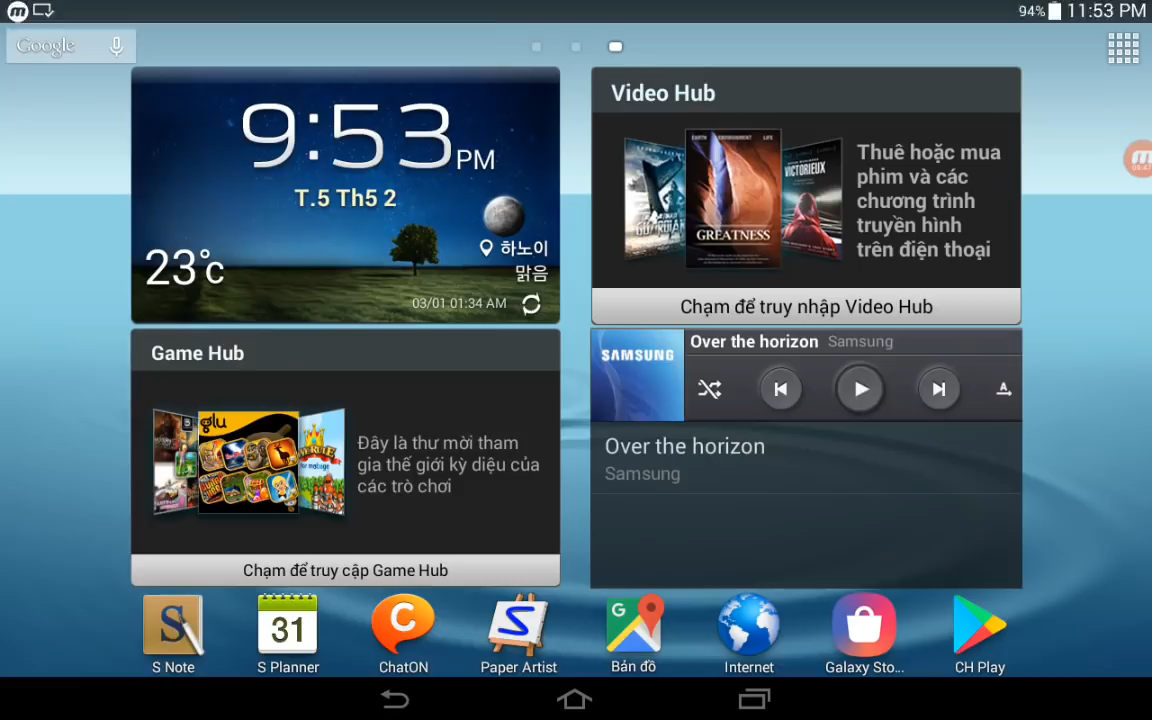 94% 11:53 PM
Google
9:53 PM
T.5 Th5 2
하노이
23°c
맑음
03/01 01:34 AM
Video Hub
EARTH ENVIRONMENT LIFE
GREATNESS
VICTORIEUX
Thuê hoặc mua
phim và các
chương trình
truyền hình
trên điện thoại
Chạm để truy nhập Video Hub
Game Hub
glu
Đây là thư mời tham
gia thế giới kỳ diệu của
các trò chơi
Chạm để truy cập Game Hub
SAMSUNG
Over the horizon Samsung
A
Over the horizon
Samsung
S
31
C
S
G
S Note
S Planner
ChatON
Paper Artist
Bản đồ
Internet
Galaxy Sto...
CH Play